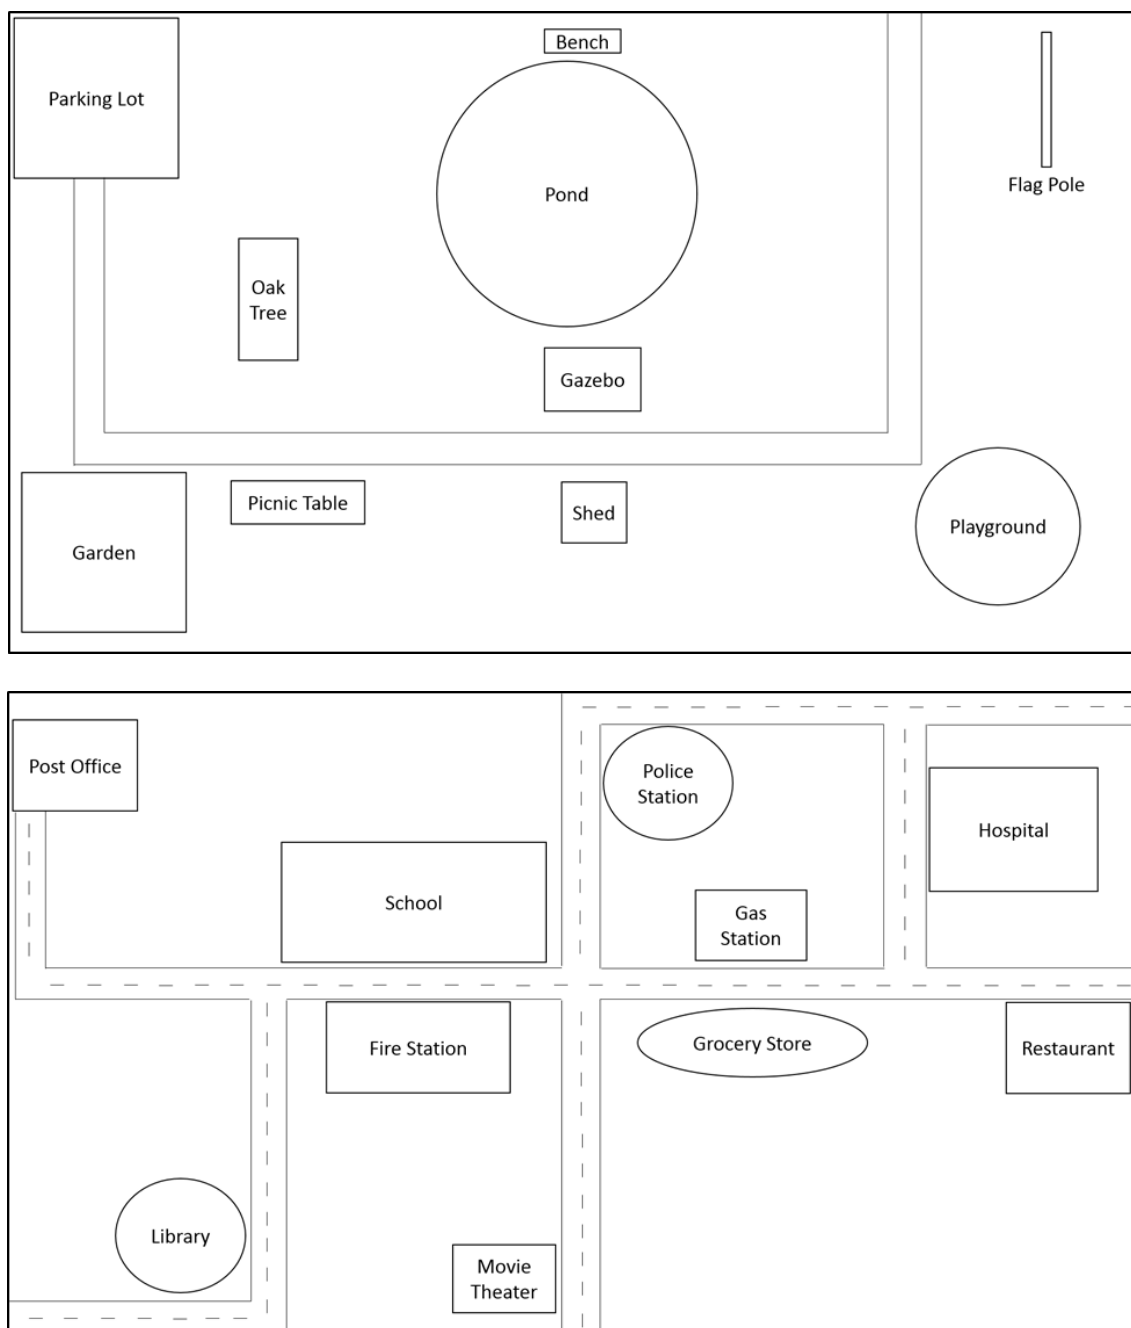 Bench
Parking Lot
Flag Pole
Pond
Oak
Tree
Gazebo
Picnic Table
Shed
Playground
Garden
Post Office
Police
Station
Hospital
School
Gas
Station
Fire Station
Grocery Store
Restaurant
Library
Movie
Theater